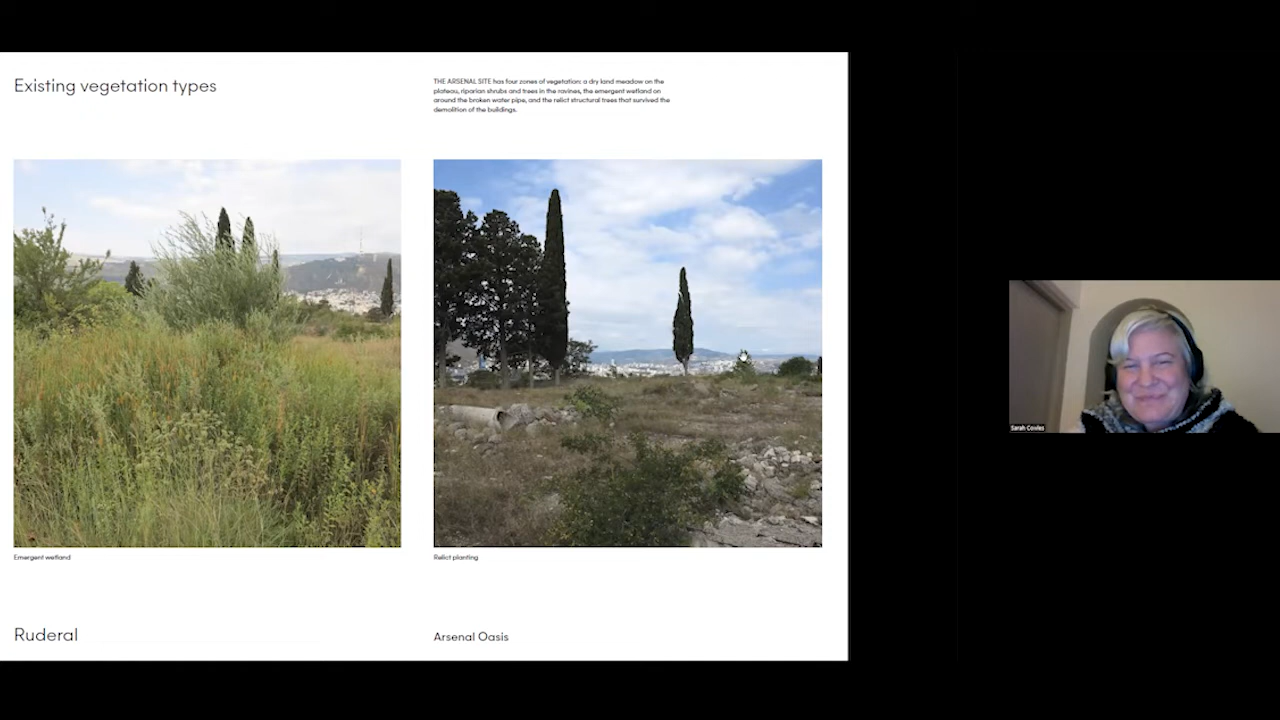 Existing vegetation types
THE ARSENAL SITE has four zones of vegetation: a dry land meadow on the
plateau, riparian shrubs and trees in the ravines, the emergent wetland on
around the broken water pipe, and the relict structural trees that survived the
demolition of the buildings.
Emergent wetland
Relict planting
Ruderal
Arsenal Oasis
Sarah Cowles